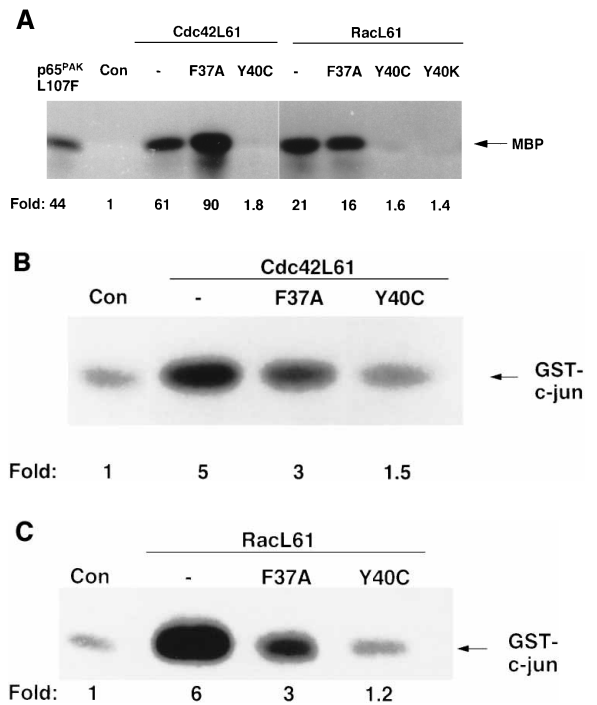 A
Cdc42L61 RacL61
p65PAK L107F Con - F37A Y40C - F37A Y40C Y40K
MBP
Fold: 44 1 61 90 1.8 21 16 1.6 1.4
B
Cdc42L61
Con - F37A Y40C
GST-
c-jun
Fold: 1 5 3 1.5
C
RacL61
Con - F37A Y40C
GST-
c-jun
Fold: 1 6 3 1.2